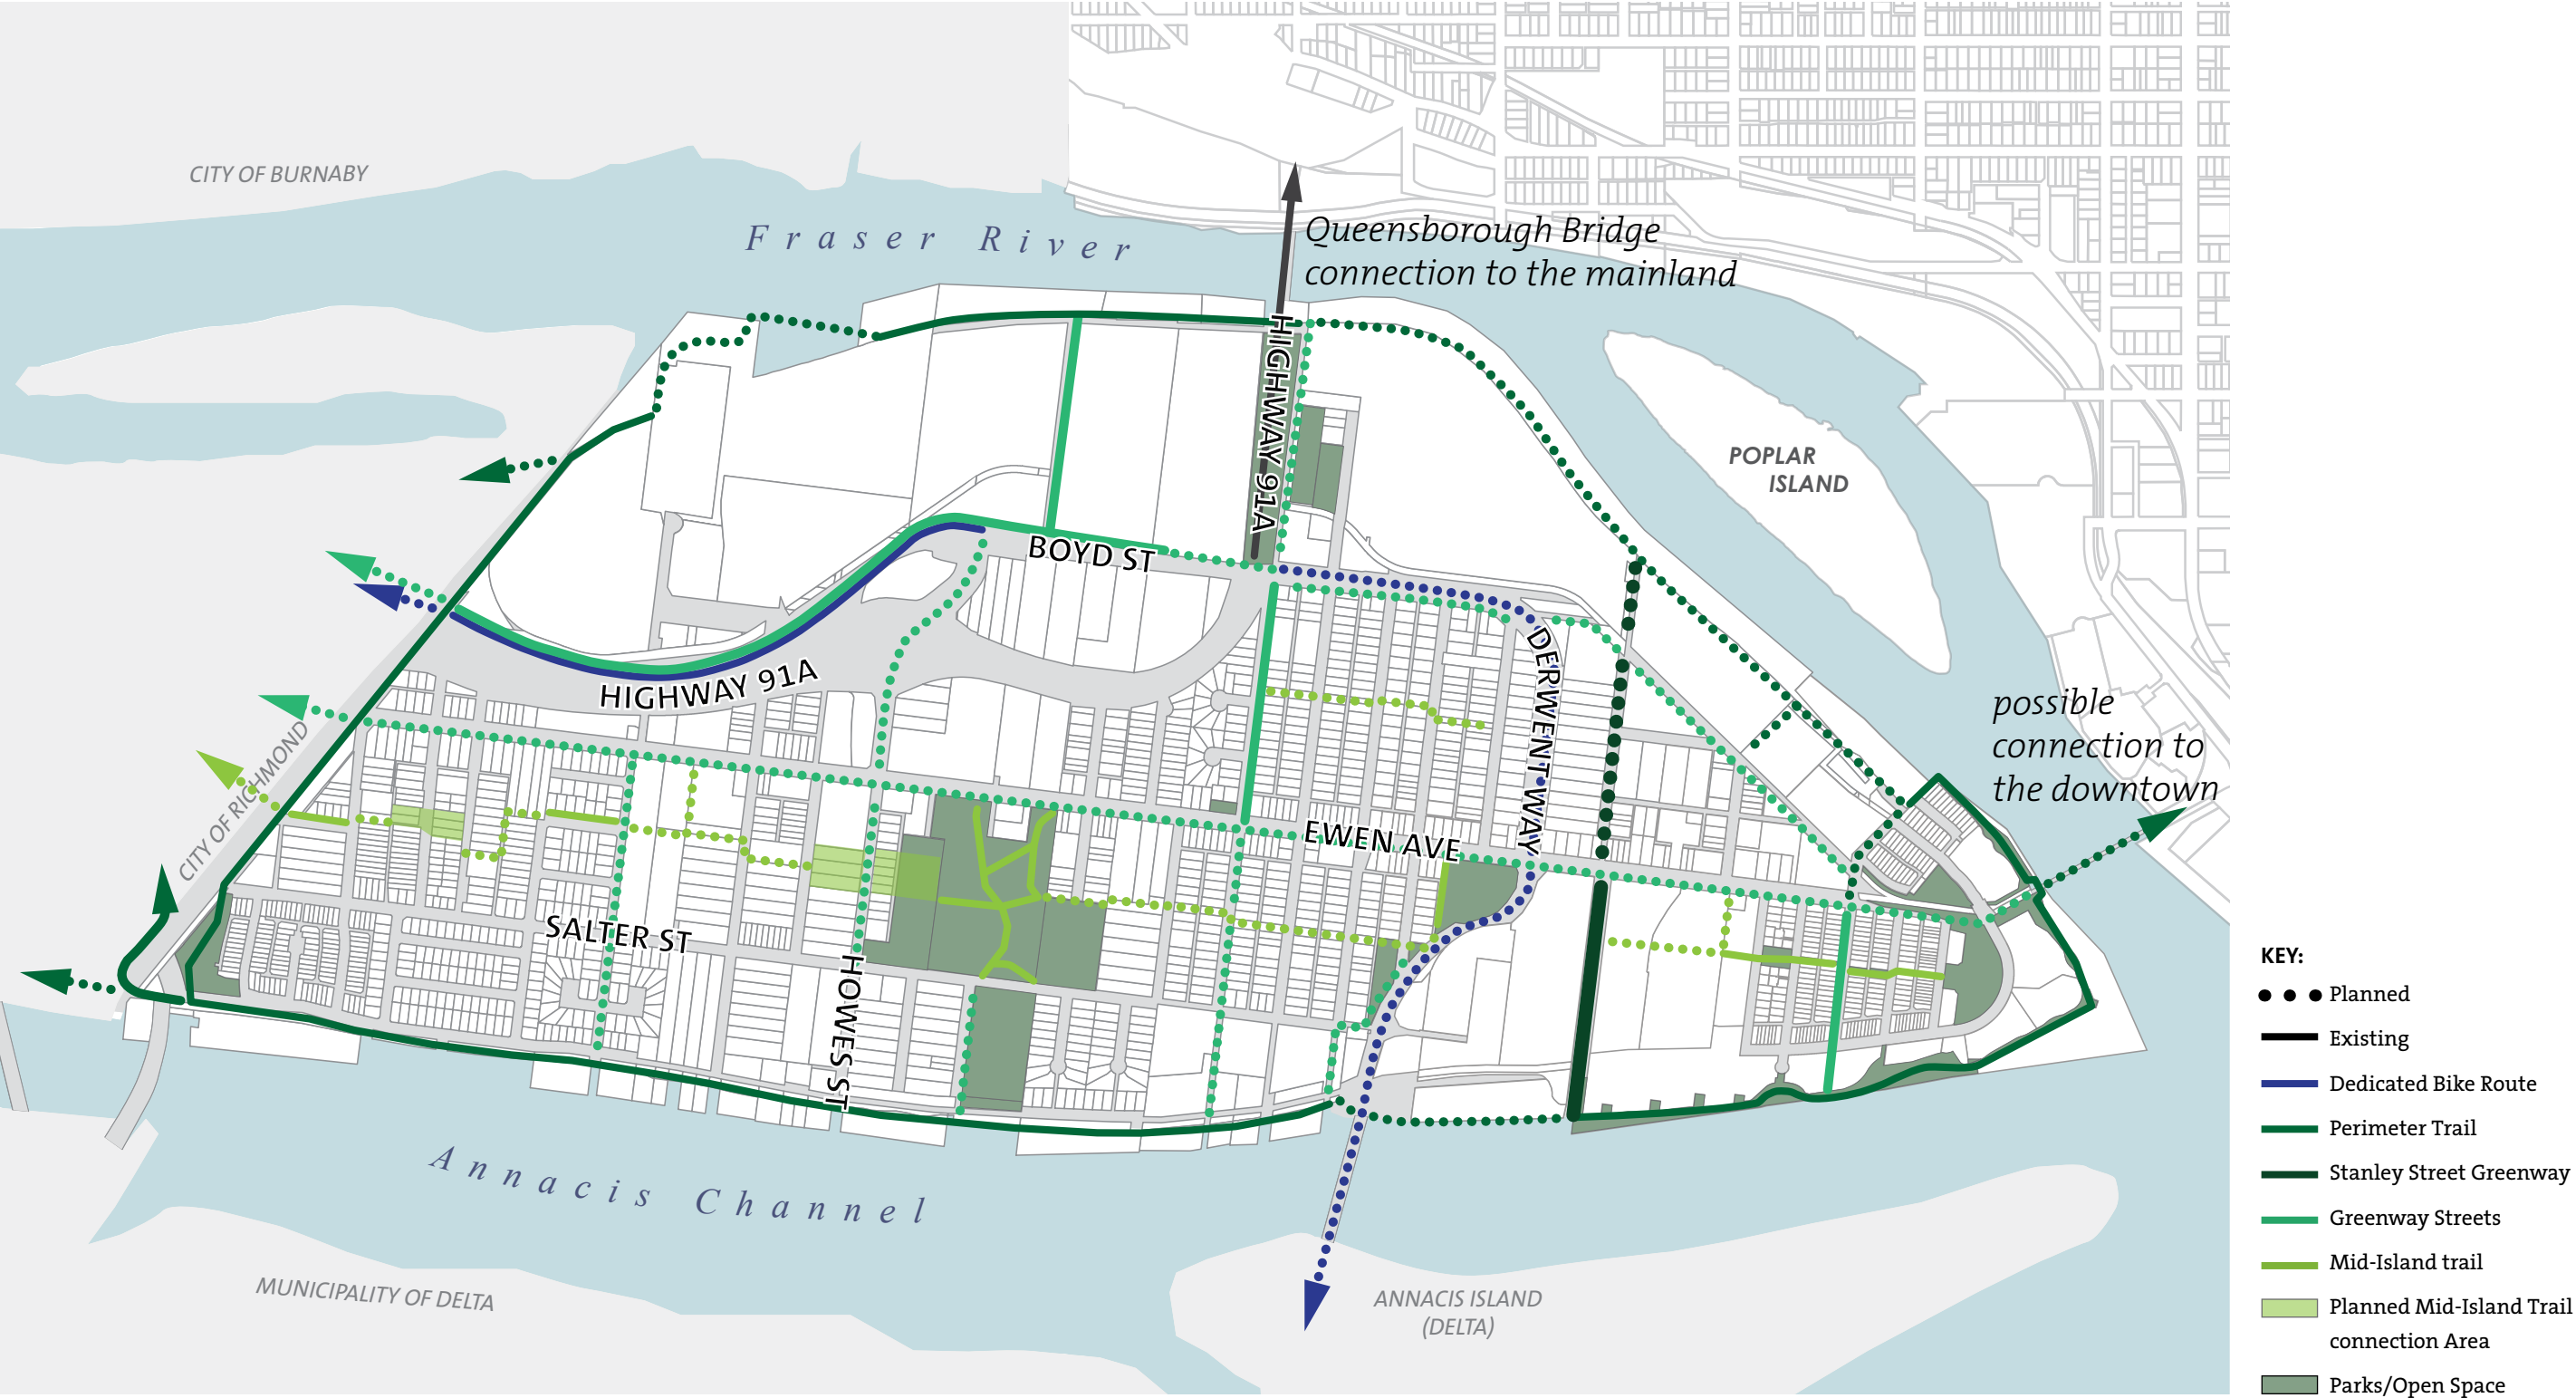 CITY OF BURNABY
Fraser River
Queensborough Bridge
connection to the mainland
HIGHWAY 91A
POPLAR
ISLAND
BOYD ST
HIGHWAY 91A
DERWENT WAY
possible
connection to
the downtown
CITY OF RICHMOND
EWEN AVE
SALTER ST
HOWES ST
Annacis Channel
MUNICIPALITY OF DELTA
ANNACIS ISLAND
(DELTA)
KEY:
Planned
Existing
Dedicated Bike Route
Perimeter Trail
Stanley Street Greenway
Greenway Streets
Mid-Island trail
Planned Mid-Island Trail
connection Area
Parks/Open Space